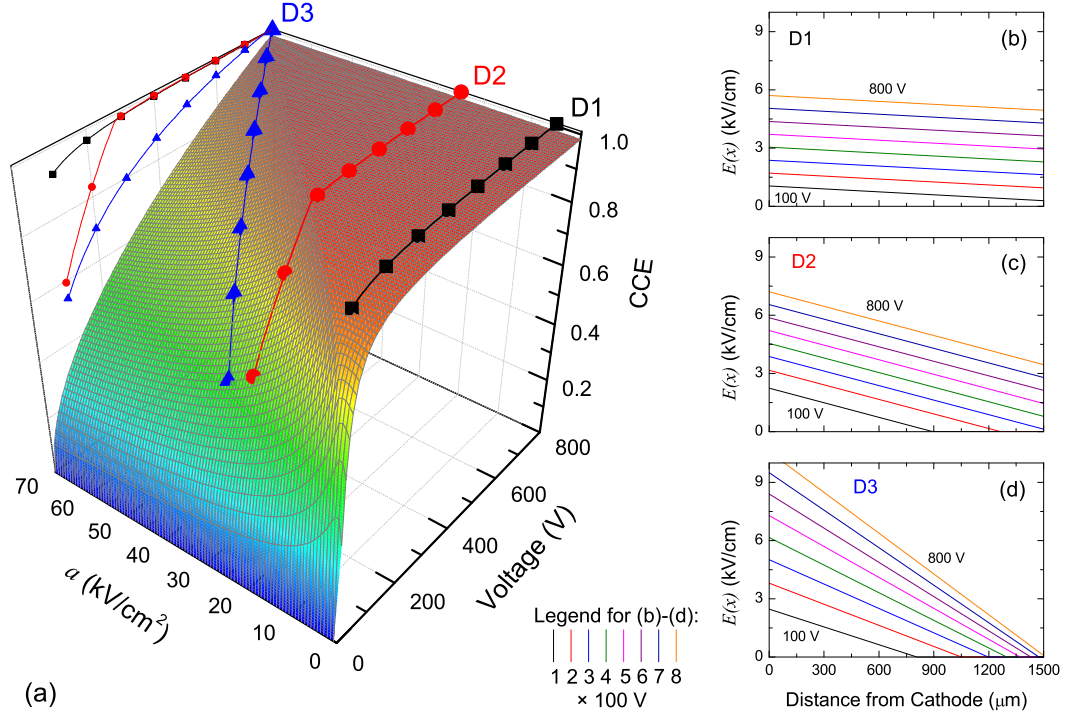 D3
D2
D1
1.0
0.8
0.6
0.4
0.2
CCE
800
600
400
200
0
Voltage (V)
70
60
50
40
30
20
10
0
a (kV/cm²)
(a)
Legend for (b)-(d):
1 2 3 4 5 6 7 8
× 100 V
D1
(b)
800 V
100 V
9
6
3
0
E(x) (kV/cm)
D2
(c)
800 V
100 V
9
6
3
0
E(x) (kV/cm)
D3
(d)
800 V
100 V
9
6
3
0
E(x) (kV/cm)
0 300 600 900 1200 1500
Distance from Cathode (μm)